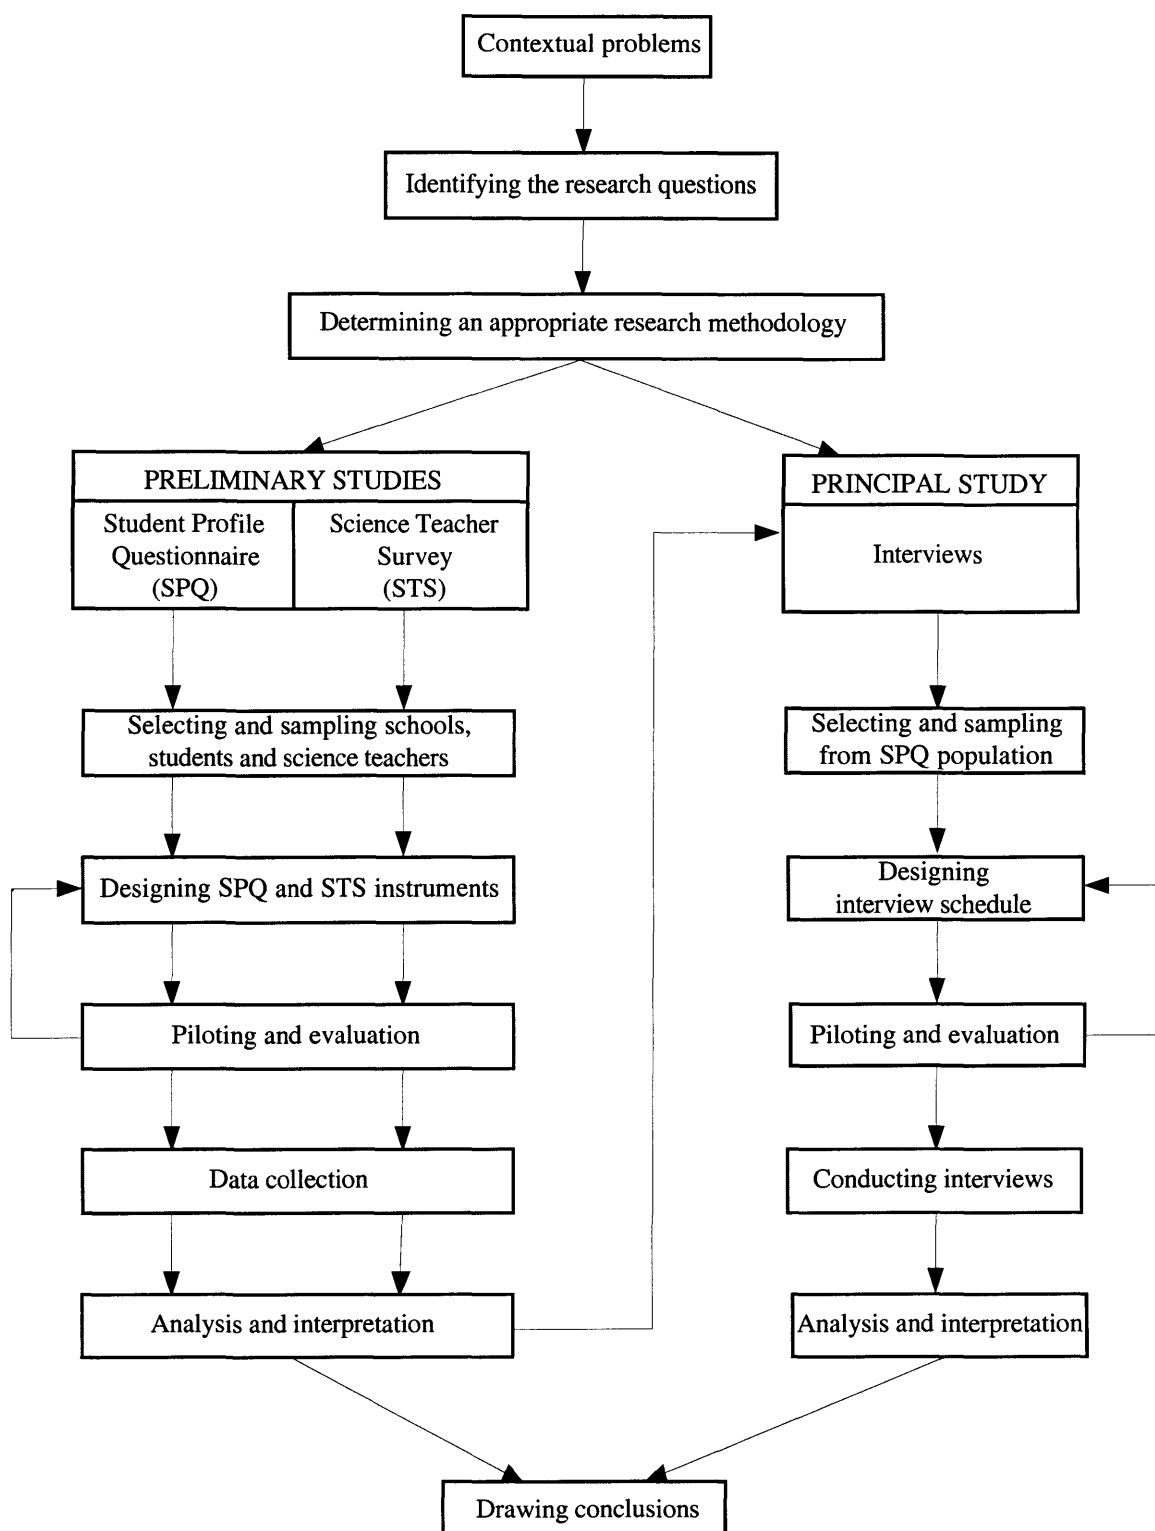 Contextual problems
Identifying the research questions
Determining an appropriate research methodology
PRELIMINARY STUDIES
Student Profile
Questionnaire
(SPQ)
Science Teacher
Survey
(STS)
Selecting and sampling schools,
students and science teachers
Designing SPQ and STS instruments
Piloting and evaluation
Data collection
Analysis and interpretation
PRINCIPAL STUDY
Interviews
Selecting and sampling
from SPQ population
Designing
interview schedule
Piloting and evaluation
Conducting interviews
Analysis and interpretation
Drawing conclusions